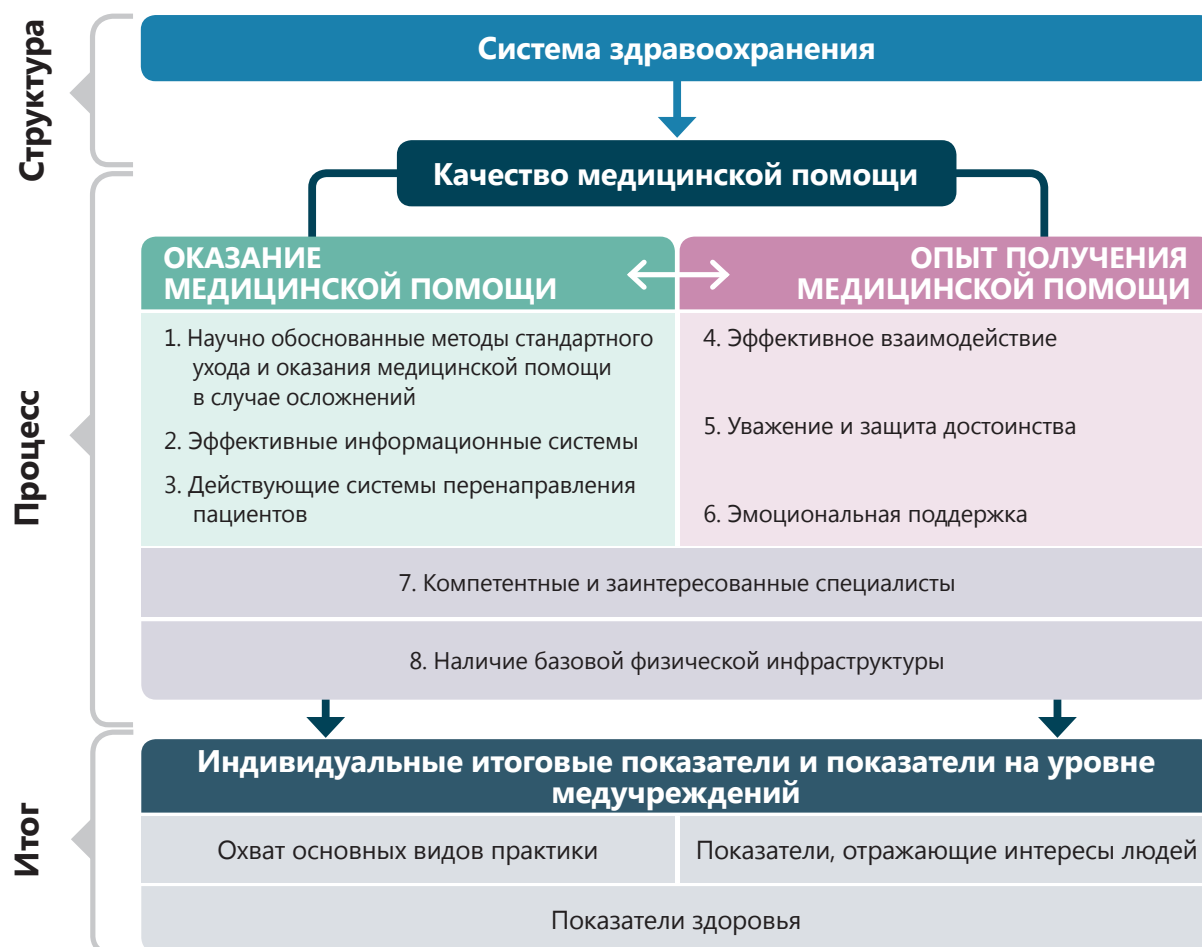 Структура
Система здравоохранения
Процесс
Качество медицинской помощи
ОКАЗАНИЕ
МЕДИЦИНСКОЙ ПОМОЩИ
1. Научно обоснованные методы стандартного
ухода и оказания медицинской помощи
в случае осложнений
2. Эффективные информационные системы
3. Действующие системы перенаправления
пациентов
ОПЫТ ПОЛУЧЕНИЯ
МЕДИЦИНСКОЙ ПОМОЩИ
4. Эффективное взаимодействие
5. Уважение и защита достоинства
6. Эмоциональная поддержка
7. Компетентные и заинтересованные специалисты
8. Наличие базовой физической инфраструктуры
Итог
Индивидуальные итоговые показатели и показатели на уровне
медучреждений
Охват основных видов практики
Показатели, отражающие интересы людей
Показатели здоровья